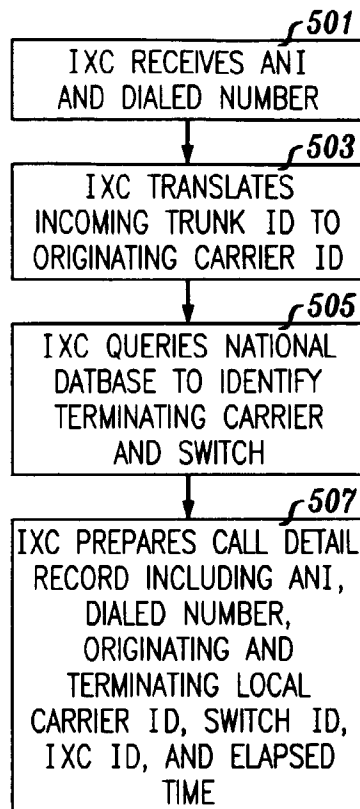 501
IXC RECEIVES ANI
AND DIALED NUMBER
503
IXC TRANSLATES
INCOMING TRUNK ID TO
ORIGINATING CARRIER ID
505
IXC QUERIES NATIONAL
DATBASE TO IDENTIFY
TERMINATING CARRIER
AND SWITCH
507
IXC PREPARES CALL DETAIL
RECORD INCLUDING ANI,
DIALED NUMBER,
ORIGINATING AND
TERMINATING LOCAL
CARRIER ID, SWITCH ID,
IXC ID, AND ELAPSED
TIME